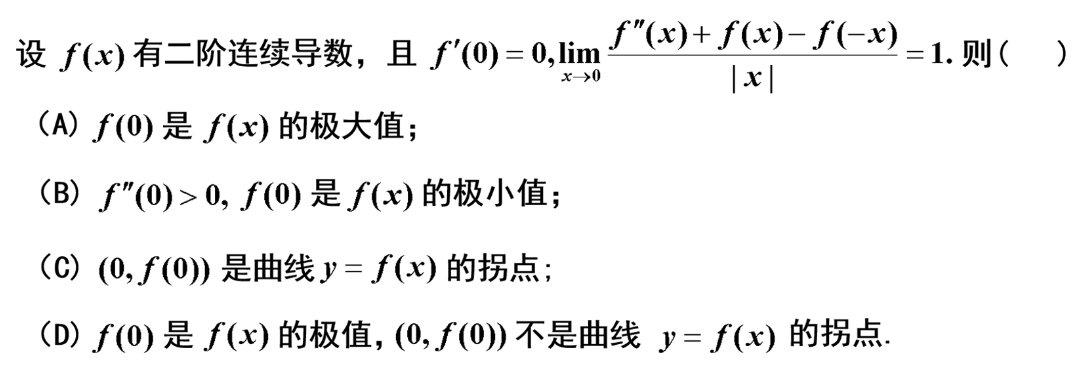 设 f(x) 有二阶连续导数，且 f′(0) = 0, lim_{x→0} (f″(x) + f(x) − f(−x)) / |x| = 1. 则(　　)
(A) f(0) 是 f(x) 的极大值；
(B) f″(0) > 0, f(0) 是 f(x) 的极小值；
(C) (0, f(0)) 是曲线 y = f(x) 的拐点；
(D) f(0) 是 f(x) 的极值, (0, f(0)) 不是曲线 y = f(x) 的拐点.